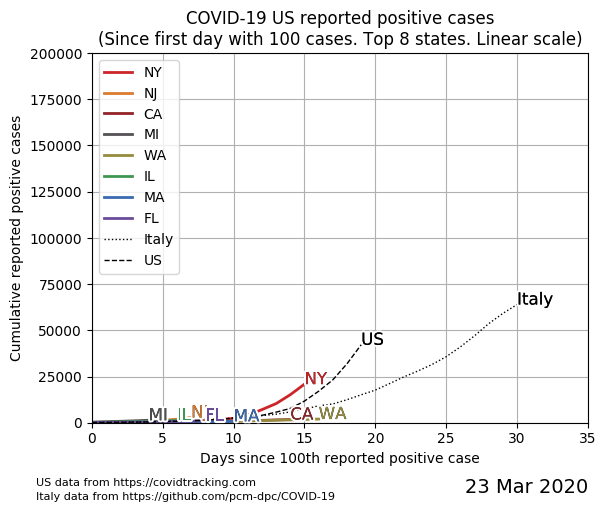 COVID-19 US reported positive cases
(Since first day with 100 cases. Top 8 states. Linear scale)
200000
175000
150000
125000
100000
75000
50000
25000
0
Cumulative reported positive cases
NY
NJ
CA
MI
WA
IL
MA
FL
Italy
US
Italy
US
NY
MI
IL
NJ
FL
MA
CA
WA
0 5 10 15 20 25 30 35
Days since 100th reported positive case
US data from https://covidtracking.com
Italy data from https://github.com/pcm-dpc/COVID-19
23 Mar 2020